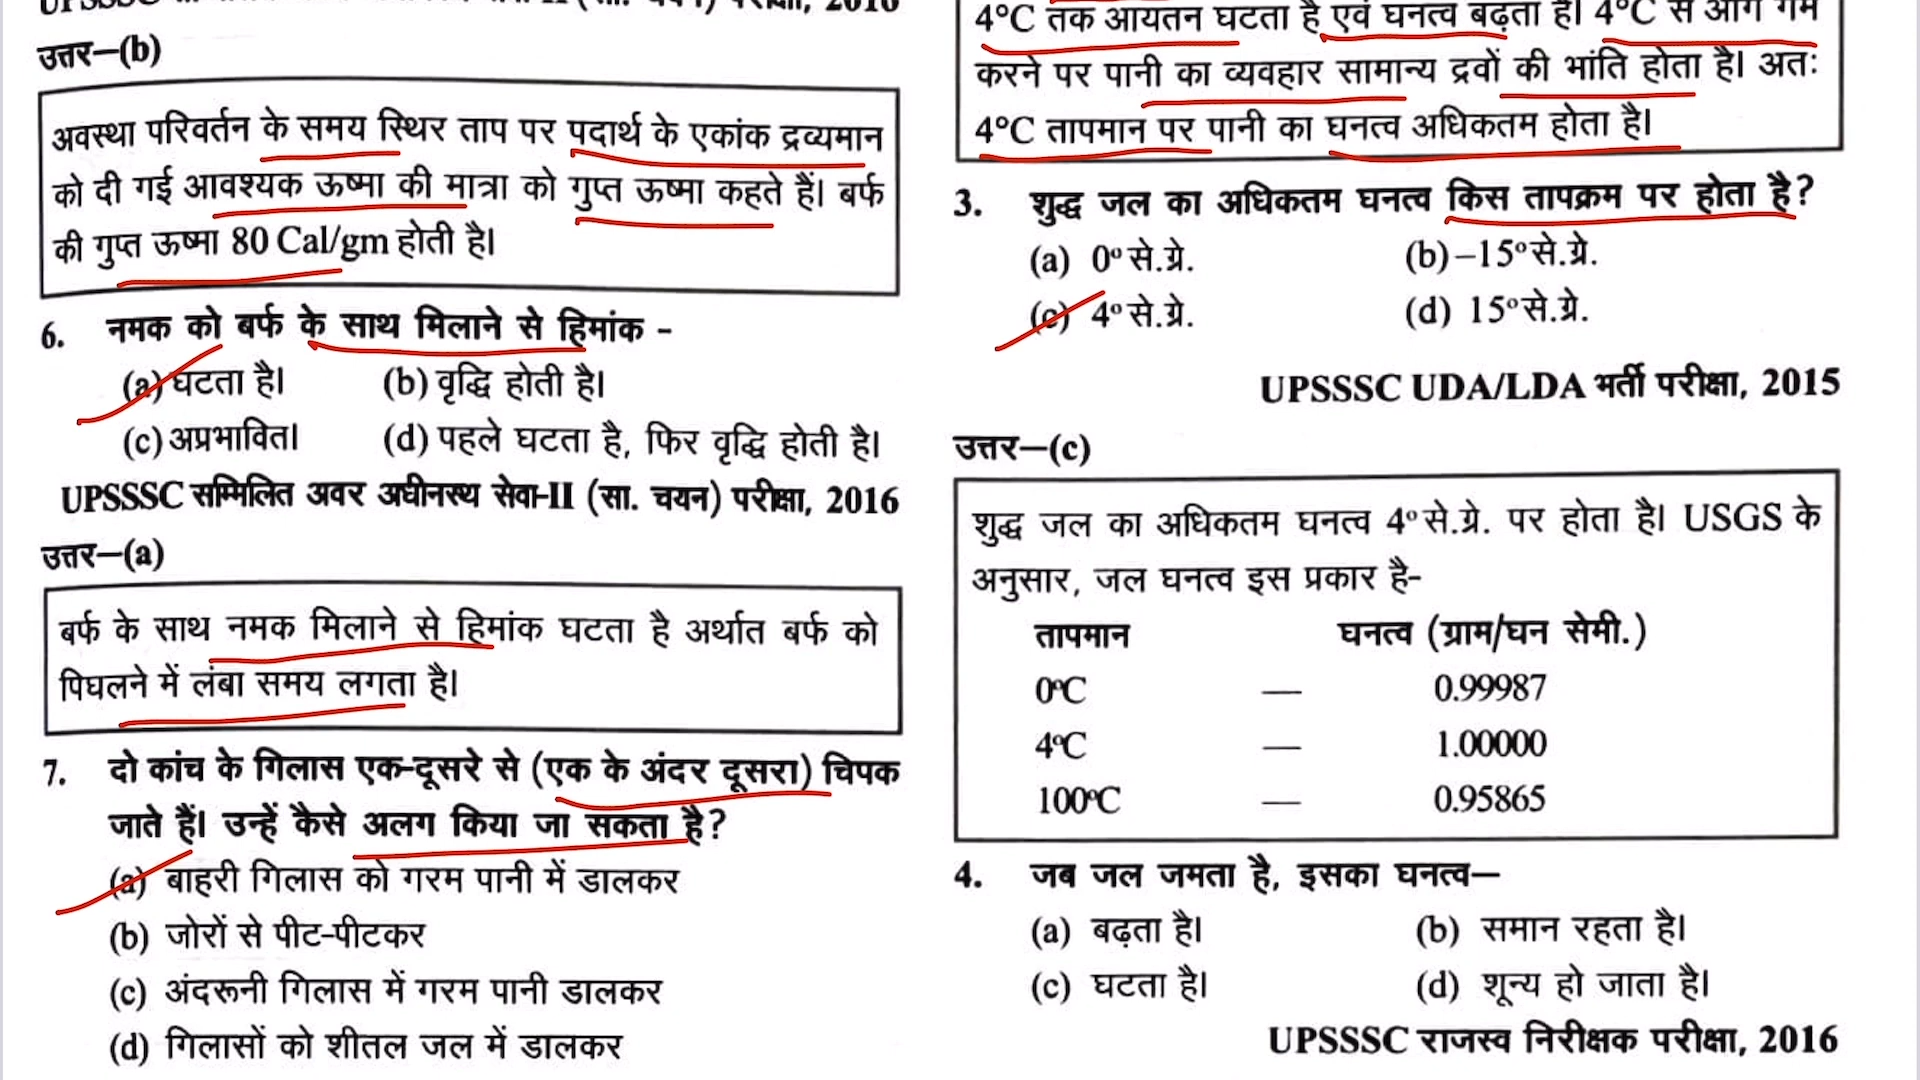 उत्तर–(b)
अवस्था परिवर्तन के समय स्थिर ताप पर पदार्थ के एकांक द्रव्यमान
को दी गई आवश्यक ऊष्मा की मात्रा को गुप्त ऊष्मा कहते हैं। बर्फ
की गुप्त ऊष्मा 80 Cal/gm होती है।
6. नमक को बर्फ के साथ मिलाने से हिमांक -
(a) घटता है। (b) वृद्धि होती है।
(c) अप्रभावित। (d) पहले घटता है, फिर वृद्धि होती है।
UPSSSC सम्मिलित अवर अधीनस्थ सेवा-II (सा. चयन) परीक्षा, 2016
उत्तर–(a)
बर्फ के साथ नमक मिलाने से हिमांक घटता है अर्थात बर्फ को
पिघलने में लंबा समय लगता है।
7. दो कांच के गिलास एक-दूसरे से (एक के अंदर दूसरा) चिपक
जाते हैं। उन्हें कैसे अलग किया जा सकता है?
(a) बाहरी गिलास को गरम पानी में डालकर
(b) जोरों से पीट-पीटकर
(c) अंदरूनी गिलास में गरम पानी डालकर
(d) गिलासों को शीतल जल में डालकर
4°C तक आयतन घटता है एवं घनत्व बढ़ता है। 4°C से आगे गर्म
करने पर पानी का व्यवहार सामान्य द्रवों की भांति होता है। अतः
4°C तापमान पर पानी का घनत्व अधिकतम होता है।
3. शुद्ध जल का अधिकतम घनत्व किस तापक्रम पर होता है?
(a) 0° से.ग्रे. (b) –15° से.ग्रे.
(c) 4° से.ग्रे. (d) 15° से.ग्रे.
UPSSSC UDA/LDA भर्ती परीक्षा, 2015
उत्तर–(c)
शुद्ध जल का अधिकतम घनत्व 4° से.ग्रे. पर होता है। USGS के
अनुसार, जल घनत्व इस प्रकार है-
तापमान घनत्व (ग्राम/घन सेमी.)
0°C — 0.99987
4°C — 1.00000
100°C — 0.95865
4. जब जल जमता है, इसका घनत्व–
(a) बढ़ता है। (b) समान रहता है।
(c) घटता है। (d) शून्य हो जाता है।
UPSSSC राजस्व निरीक्षक परीक्षा, 2016